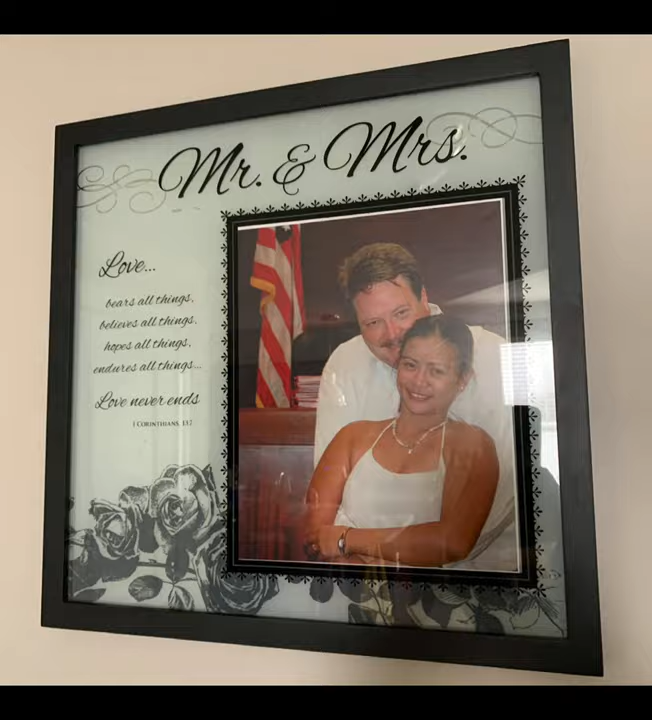 Mr. & Mrs.
Love...
bears all things,
believes all things,
hopes all things,
endures all things...
Love never ends
1 Corinthians, 13:7